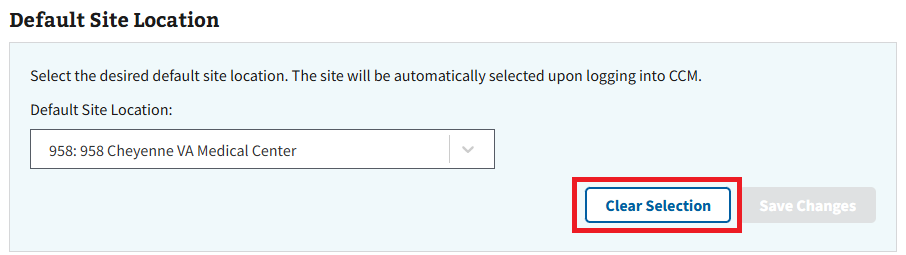 Default Site Location
Select the desired default site location. The site will be automatically selected upon logging into CCM.
Default Site Location:
958: 958 Cheyenne VA Medical Center
Clear Selection
Save Changes